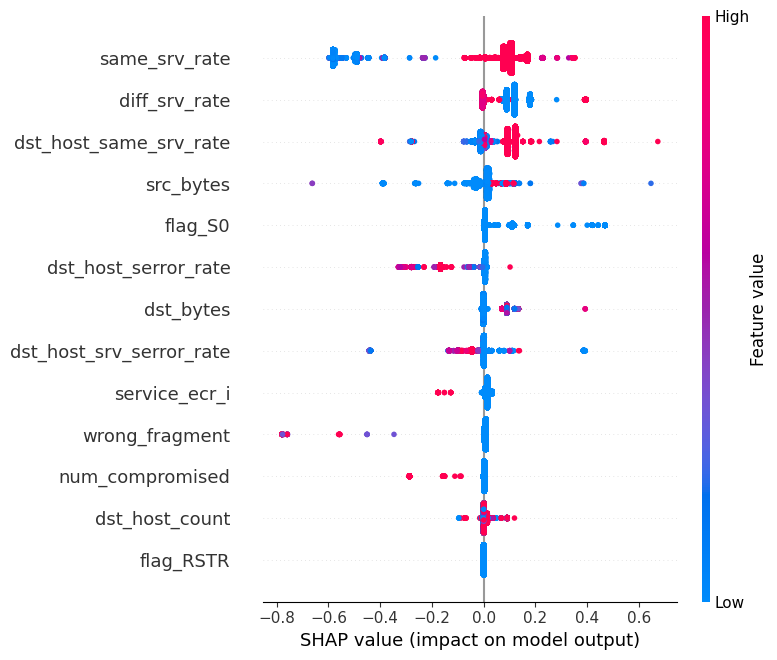 High
same_srv_rate
diff_srv_rate
dst_host_same_srv_rate
src_bytes
flag_S0
dst_host_serror_rate
dst_bytes
dst_host_srv_serror_rate
service_ecr_i
wrong_fragment
num_compromised
dst_host_count
flag_RSTR
Feature value
Low
−0.8 −0.6 −0.4 −0.2 0.0 0.2 0.4 0.6
SHAP value (impact on model output)